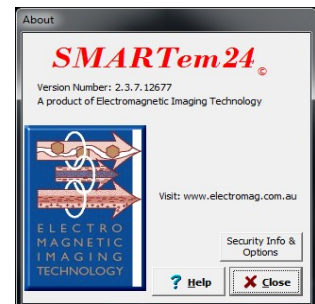 About
SMARTem24 ©
Version Number: 2.3.7.12677
A product of Electromagnetic Imaging Technology
Visit: www.electromag.com.au
ELECTRO
MAGNETIC
IMAGING
TECHNOLOGY
Security Info &
Options
? Help
X Close